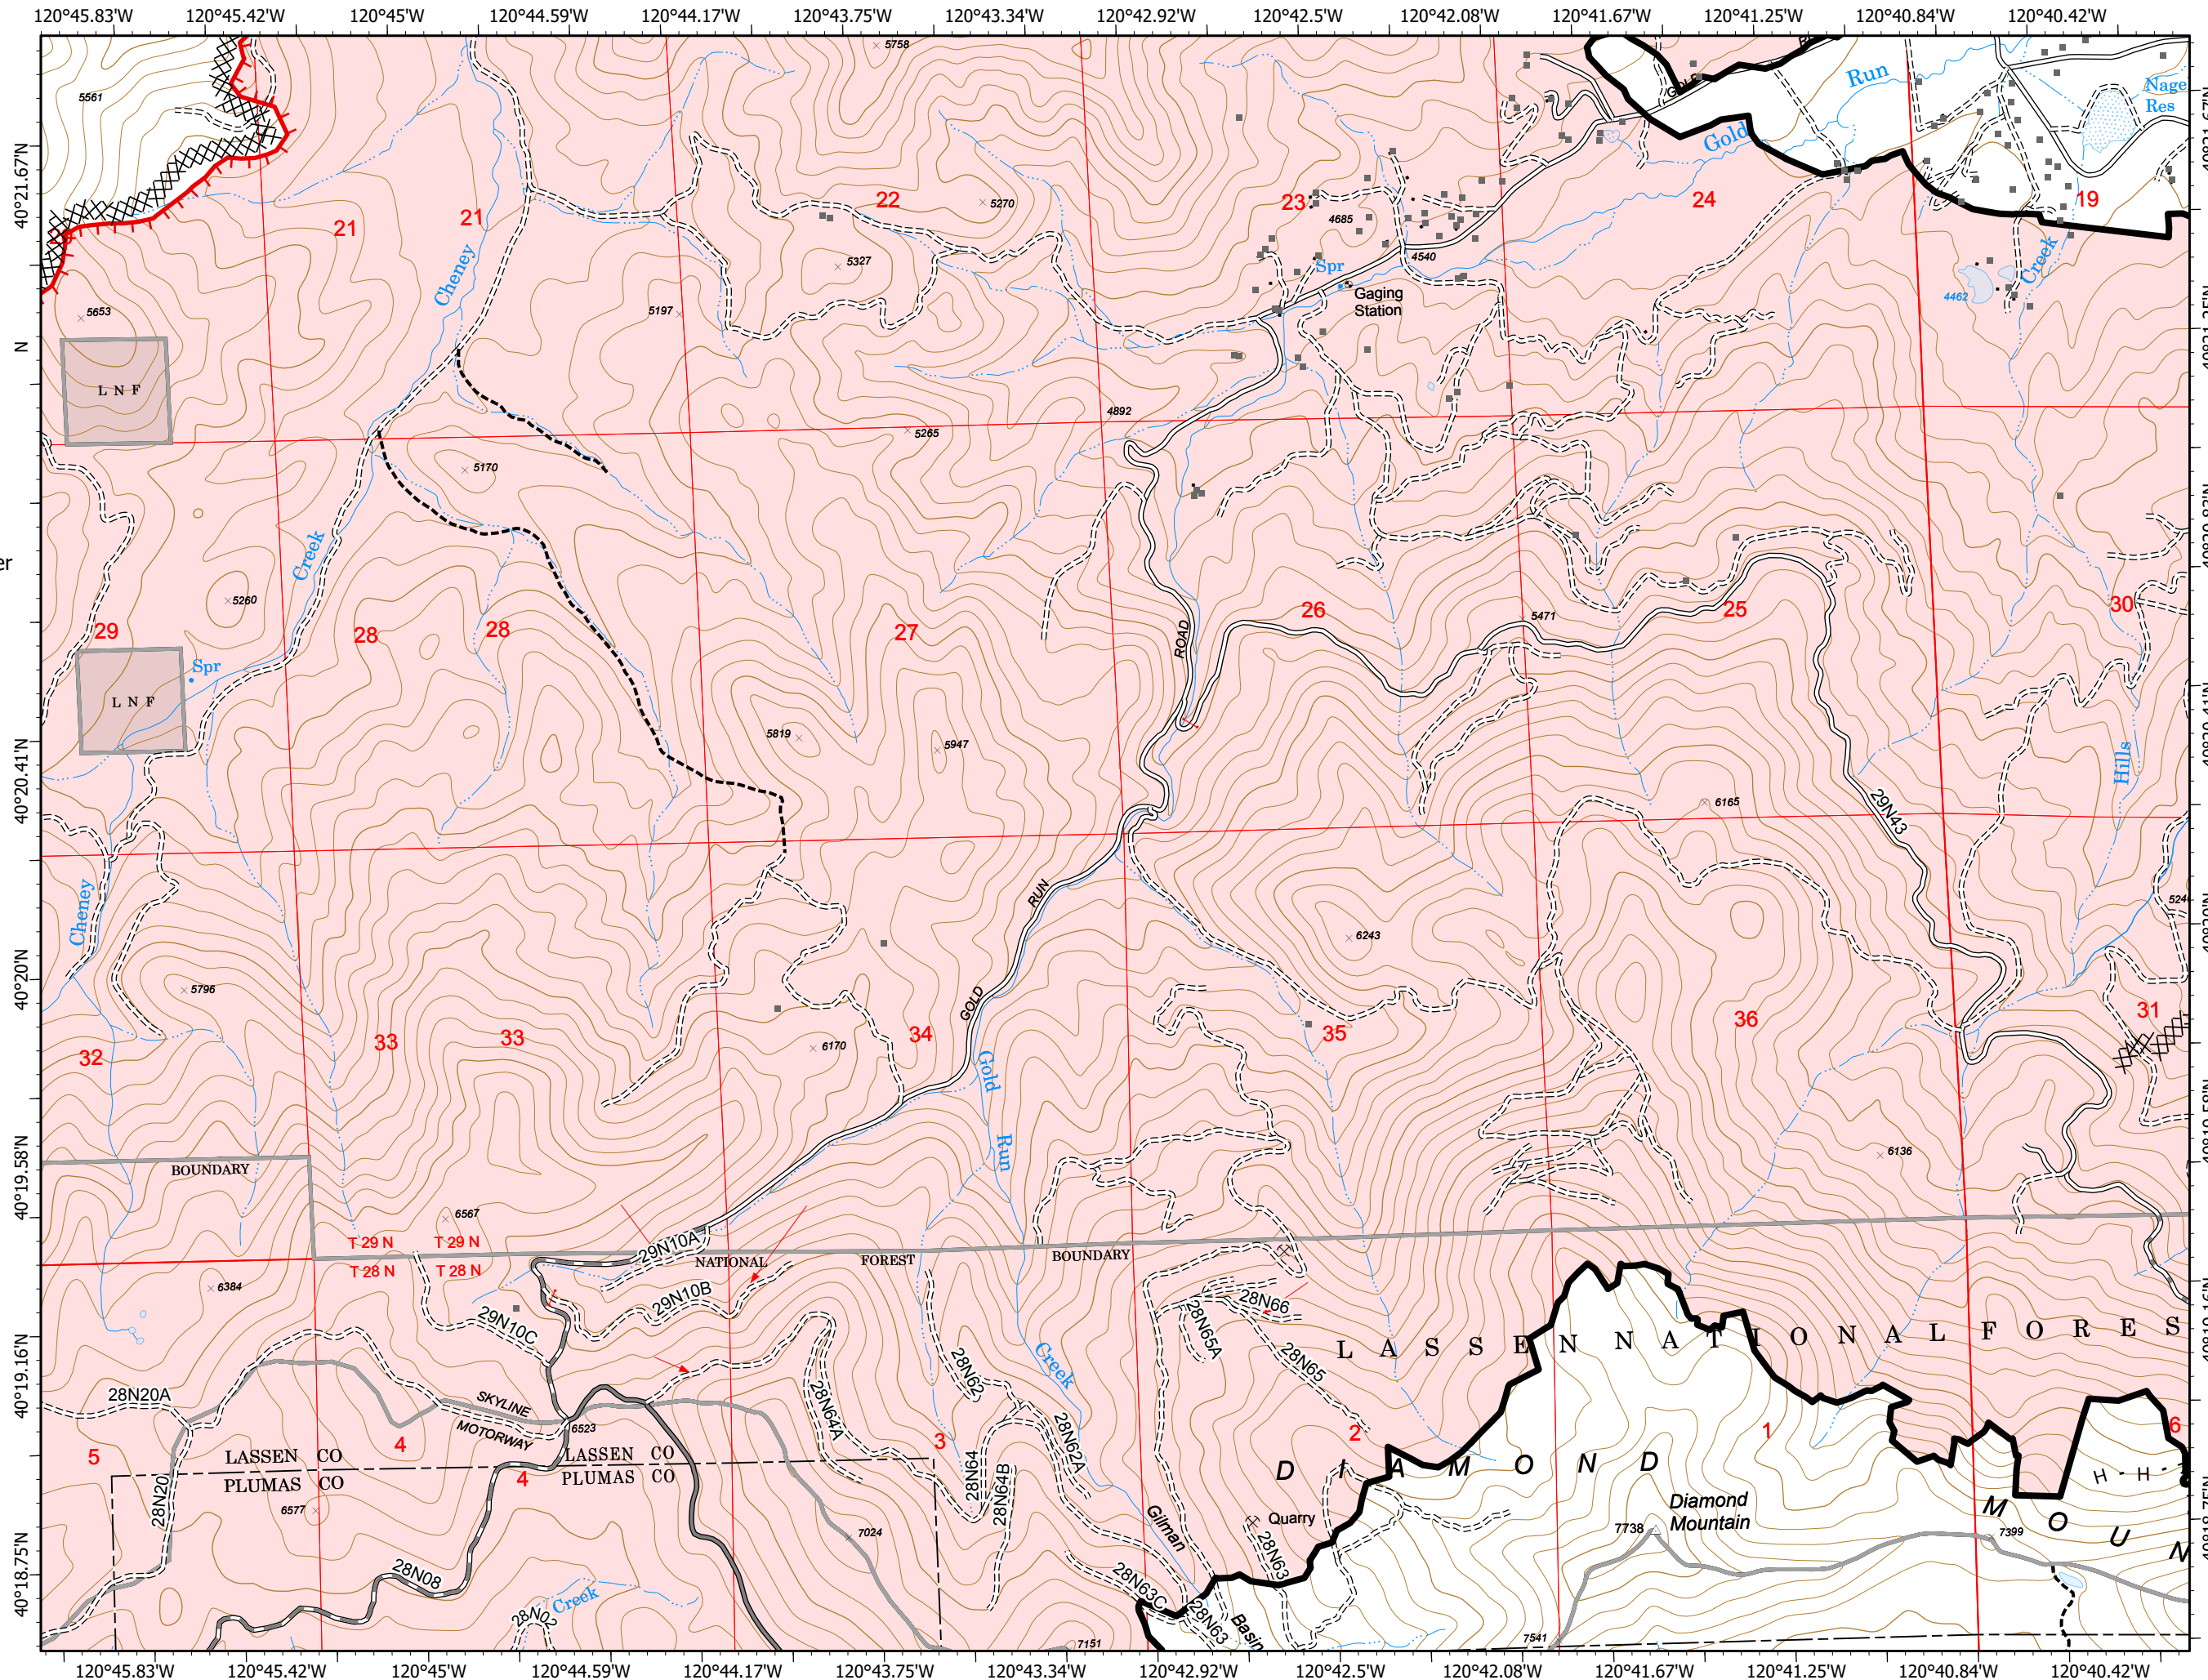 120°45.83'W 120°45.42'W 120°45'W 120°44.59'W 120°44.17'W 120°43.75'W 120°43.34'W 120°42.92'W 120°42.5'W 120°42.08'W 120°41.67'W 120°41.25'W 120°40.84'W 120°40.42'W
5758
5561
Run
GOLD
Nage
Res
Gold
40°21.67'N
21
21
22
5270
23
4685
24
19
Cheney
5327
Spr
4540
Creek
4462
Gaging
Station
5653
5197
N
L N F
4892
5265
5170
er
Creek
5260
29
28
28
27
ROAD
26
5471
25
30
Spr
L N F
5819
5947
40°20.41'N
Hills
6165
29N43
Cheney
RUN
6243
524
40°20'N
5796
GOLD
32
33
33
34
6170
Gold
35
36
31
Run
6136
40°19.58'N
BOUNDARY
6567
T 29 N
T 29 N
29N10A
NATIONAL
FOREST
BOUNDARY
T 28 N
T 28 N
6384
29N10B
28N66
29N10C
28N65A
LASSEN NATIONAL FORES
40°19.16'N
Creek
28N62
28N65
28N20A
SKYLINE
MOTORWAY
6523
28N64A
28N62A
5
4
4
3
2
1
6
LASSEN CO
LASSEN CO
PLUMAS CO
PLUMAS CO
28N64
28N64B
DIAMOND
H - H -
28N20
6577
7024
Gilman
Quarry
Diamond
Mountain
7738
7399
MOUN
40°18.75'N
28N08
28N63
28N63C
28N02
Creek
28N63
Basin
7151
7541
120°45.83'W 120°45.42'W 120°45'W 120°44.59'W 120°44.17'W 120°43.75'W 120°43.34'W 120°42.92'W 120°42.5'W 120°42.08'W 120°41.67'W 120°41.25'W 120°40.84'W 120°40.42'W